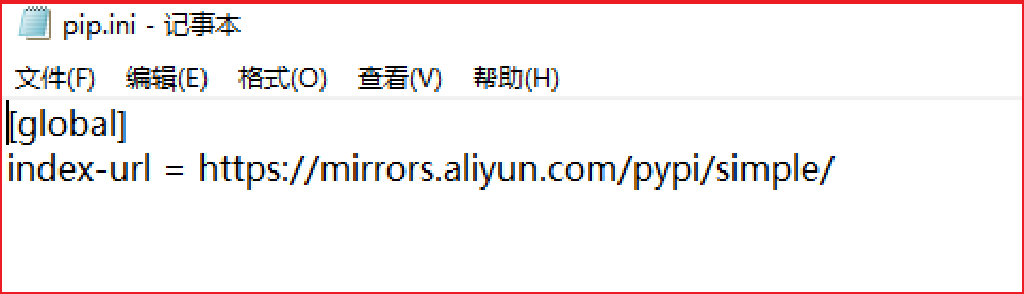 pip.ini - 记事本
文件(F) 编辑(E) 格式(O) 查看(V) 帮助(H)
[global]
index-url = https://mirrors.aliyun.com/pypi/simple/